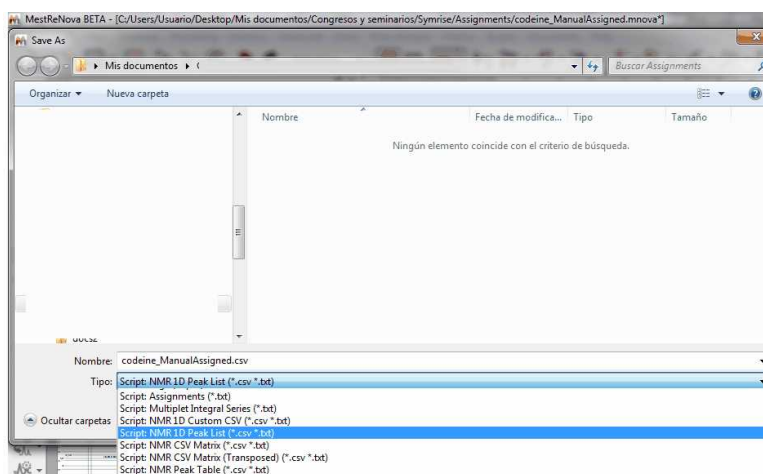 MestReNova BETA - [C:/Users/Usuario/Desktop/Mis documentos/Congresos y seminarios/Symrise/Assignments/codeine_ManualAssigned.mnova*]
Save As
Mis documentos
Buscar Assignments
Organizar
Nueva carpeta
Nombre Fecha de modifica... Tipo Tamaño
Ningún elemento coincide con el criterio de búsqueda.
Nombre: codeine_ManualAssigned.csv
Tipo: Script: NMR 1D Peak List (*.csv *.txt)
Script: Assignments (*.txt)
Script: Multiplet Integral Series (*.txt)
Ocultar carpetas Script: NMR 1D Custom CSV (*.csv *.txt)
Script: NMR 1D Peak List (*.csv *.txt)
Script: NMR CSV Matrix (*.csv *.txt)
Script: NMR CSV Matrix (Transposed) (*.csv *.txt)
Script: NMR Peak Table (*.csv *.txt)